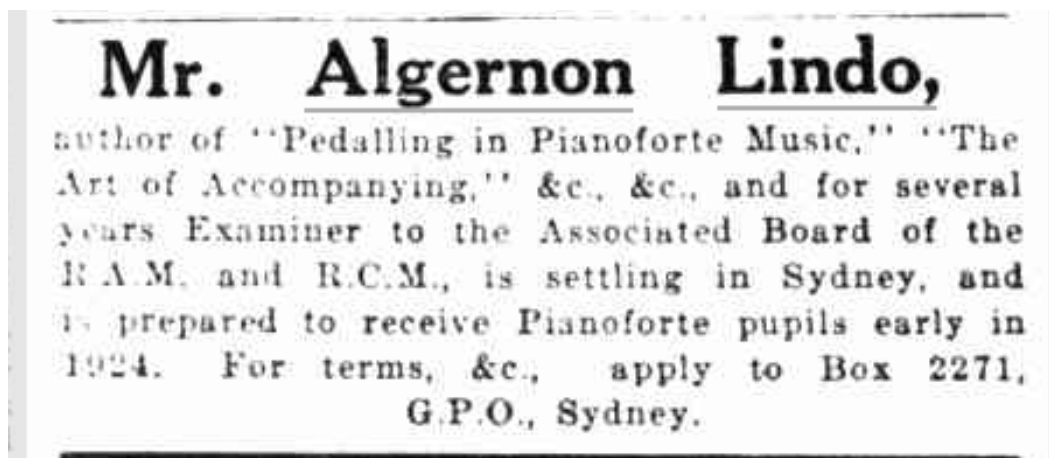 Mr. Algernon Lindo,
author of "Pedalling in Pianoforte Music," "The
Art of Accompanying," &c., &c., and for several
years Examiner to the Associated Board of the
R.A.M. and R.C.M., is settling in Sydney, and
is prepared to receive Pianoforte pupils early in
1924. For terms, &c., apply to Box 2271,
G.P.O., Sydney.